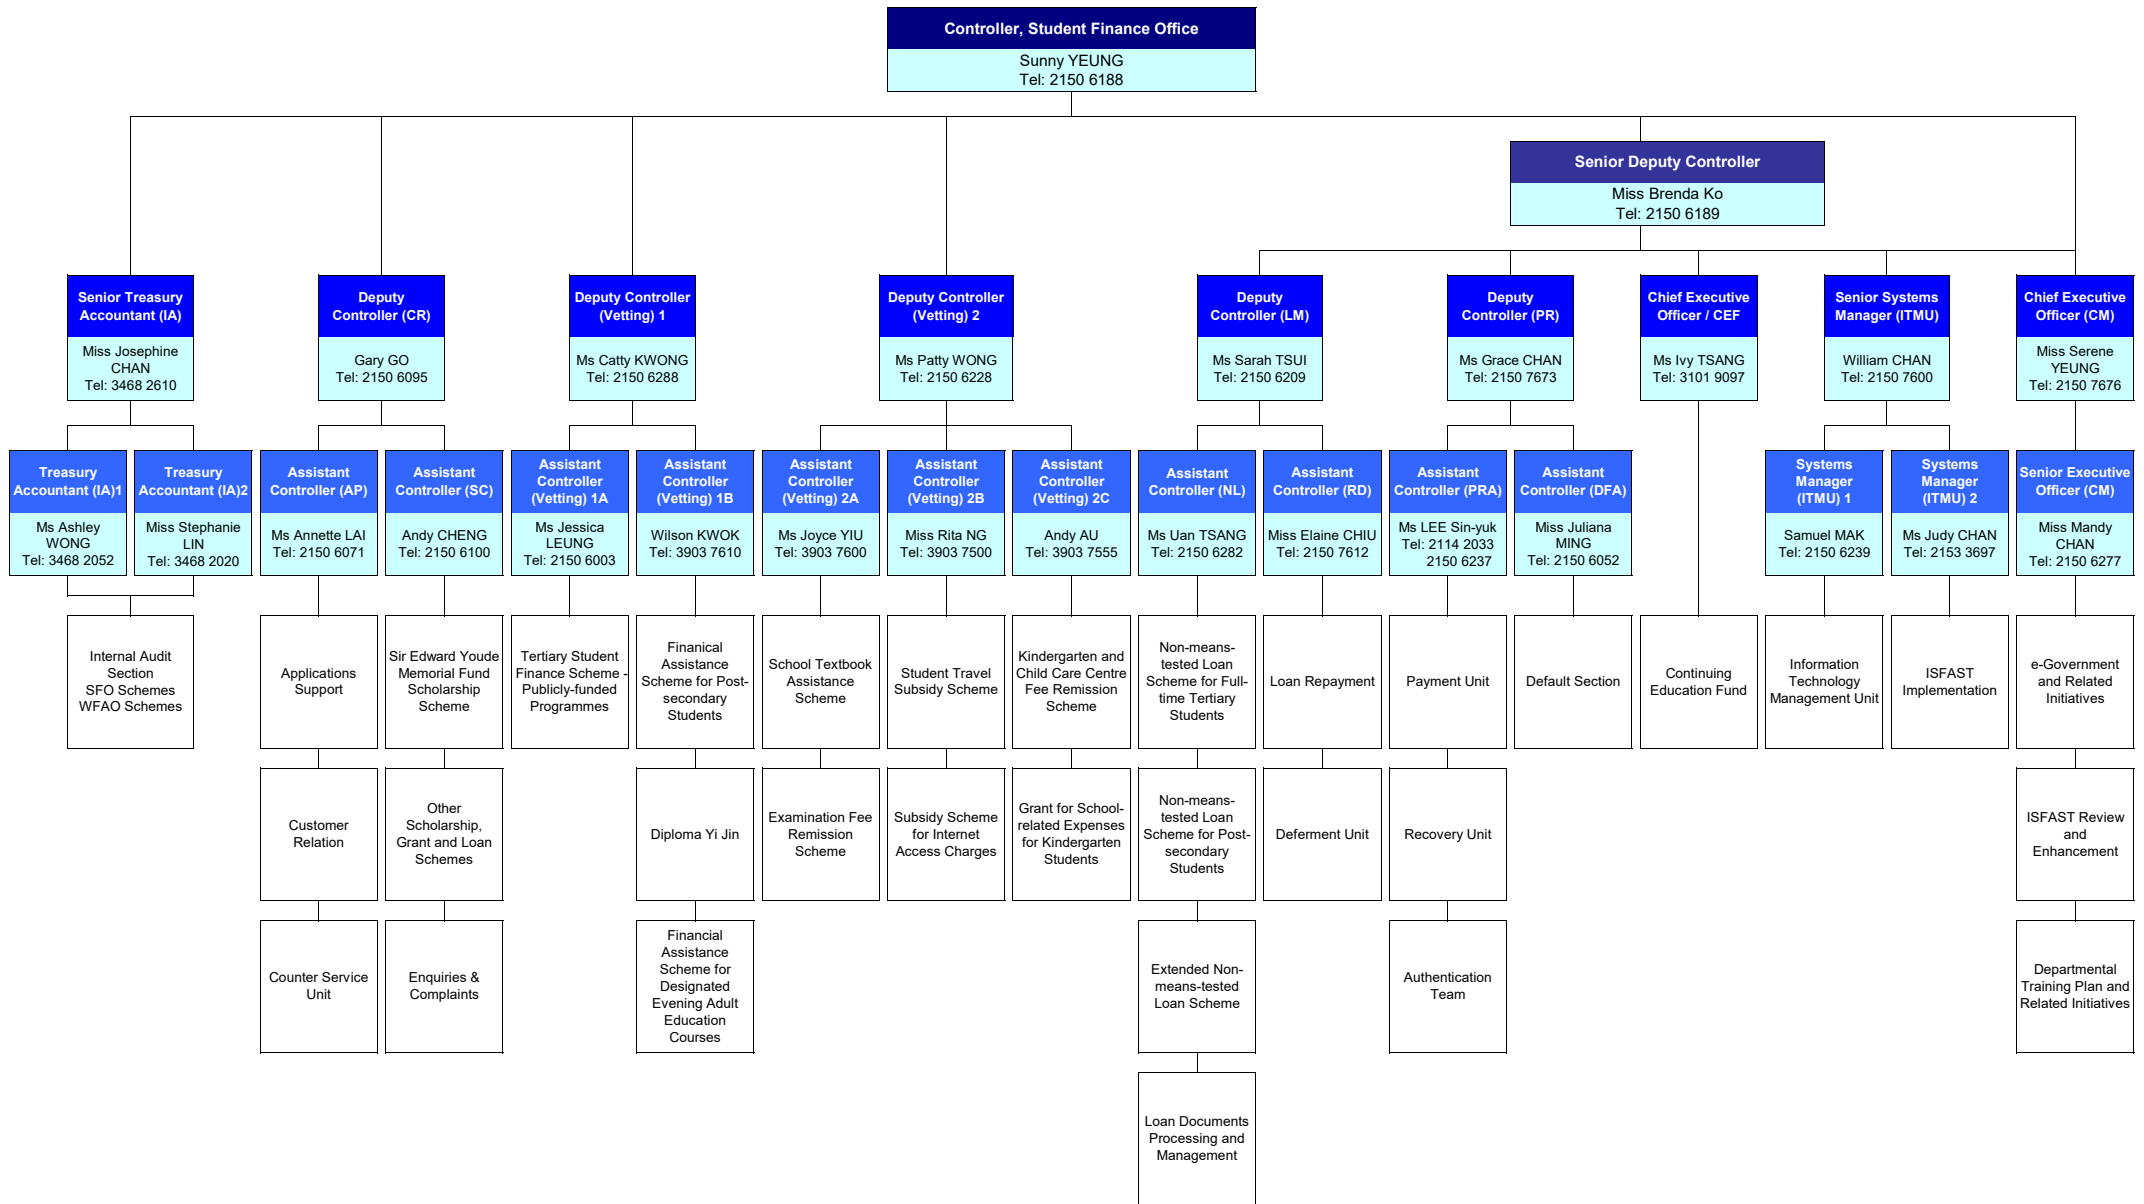 Controller, Student Finance Office
Sunny YEUNG
Tel: 2150 6188
Senior Deputy Controller
Miss Brenda Ko
Tel: 2150 6189
Senior Treasury
Accountant (IA)
Miss Josephine
CHAN
Tel: 3468 2610
Deputy
Controller (CR)
Gary GO
Tel: 2150 6095
Deputy Controller
(Vetting) 1
Ms Catty KWONG
Tel: 2150 6288
Deputy Controller
(Vetting) 2
Ms Patty WONG
Tel: 2150 6228
Deputy
Controller (LM)
Ms Sarah TSUI
Tel: 2150 6209
Deputy
Controller (PR)
Ms Grace CHAN
Tel: 2150 7673
Chief Executive
Officer / CEF
Ms Ivy TSANG
Tel: 3101 9097
Senior Systems
Manager (ITMU)
William CHAN
Tel: 2150 7600
Chief Executive
Officer (CM)
Miss Serene
YEUNG
Tel: 2150 7676
Treasury
Accountant (IA)1
Ms Ashley
WONG
Tel: 3468 2052
Treasury
Accountant (IA)2
Miss Stephanie
LIN
Tel: 3468 2020
Assistant
Controller (AP)
Ms Annette LAI
Tel: 2150 6071
Assistant
Controller (SC)
Andy CHENG
Tel: 2150 6100
Assistant
Controller
(Vetting) 1A
Ms Jessica
LEUNG
Tel: 2150 6003
Assistant
Controller
(Vetting) 1B
Wilson KWOK
Tel: 3903 7610
Assistant
Controller
(Vetting) 2A
Ms Joyce YIU
Tel: 3903 7600
Assistant
Controller
(Vetting) 2B
Miss Rita NG
Tel: 3903 7500
Assistant
Controller
(Vetting) 2C
Andy AU
Tel: 3903 7555
Assistant
Controller (NL)
Ms Uan TSANG
Tel: 2150 6282
Assistant
Controller (RD)
Miss Elaine CHIU
Tel: 2150 7612
Assistant
Controller (PRA)
Ms LEE Sin-yuk
Tel: 2114 2033
2150 6237
Assistant
Controller (DFA)
Miss Juliana
MING
Tel: 2150 6052
Systems
Manager
(ITMU) 1
Samuel MAK
Tel: 2150 6239
Systems
Manager
(ITMU) 2
Ms Judy CHAN
Tel: 2153 3697
Senior Executive
Officer (CM)
Miss Mandy
CHAN
Tel: 2150 6277
Internal Audit
Section
SFO Schemes
WFAO Schemes
Applications
Support
Sir Edward Youde
Memorial Fund
Scholarship
Scheme
Tertiary Student
Finance Scheme -
Publicly-funded
Programmes
Finanical
Assistance
Scheme for Post-
secondary
Students
School Textbook
Assistance
Scheme
Student Travel
Subsidy Scheme
Kindergarten and
Child Care Centre
Fee Remission
Scheme
Non-means-
tested Loan
Scheme for Full-
time Tertiary
Students
Loan Repayment
Payment Unit
Default Section
Continuing
Education Fund
Information
Technology
Management Unit
ISFAST
Implementation
e-Government
and Related
Initiatives
Customer
Relation
Other
Scholarship,
Grant and Loan
Schemes
Diploma Yi Jin
Examination Fee
Remission
Scheme
Subsidy Scheme
for Internet
Access Charges
Grant for School-
related Expenses
for Kindergarten
Students
Non-means-
tested Loan
Scheme for Post-
secondary
Students
Deferment Unit
Recovery Unit
ISFAST Review
and
Enhancement
Counter Service
Unit
Enquiries &
Complaints
Financial
Assistance
Scheme for
Designated
Evening Adult
Education
Courses
Extended Non-
means-tested
Loan Scheme
Authentication
Team
Departmental
Training Plan and
Related Initiatives
Loan Documents
Processing and
Management